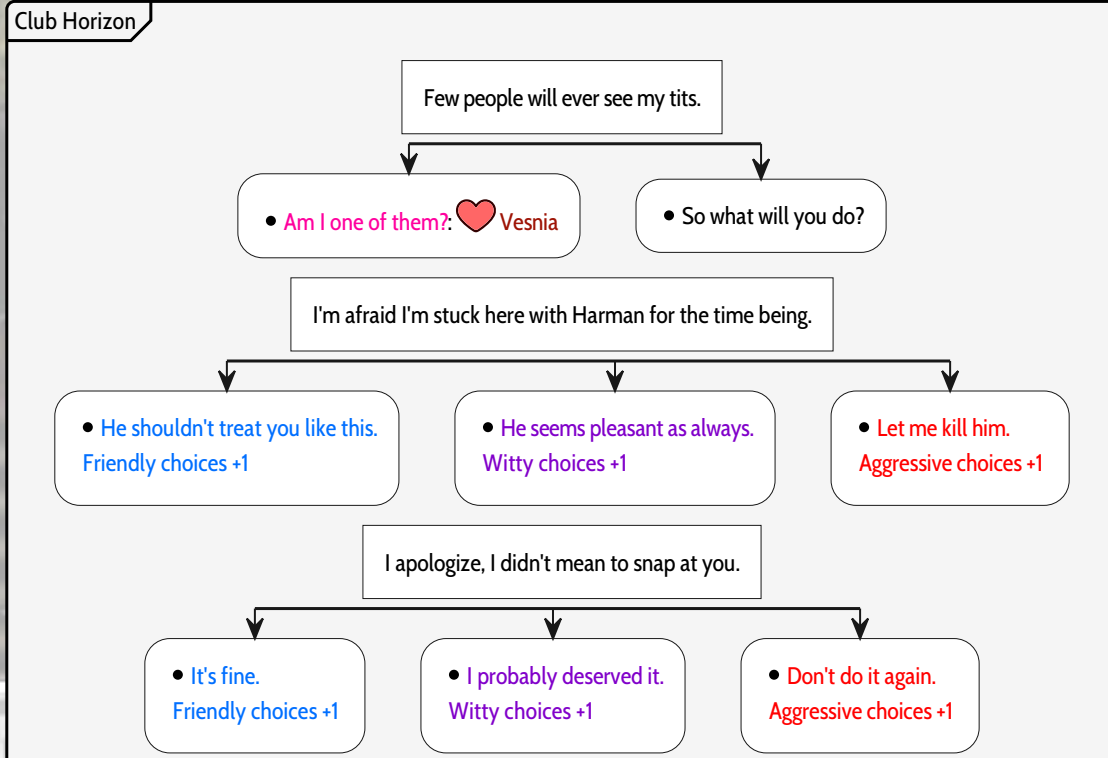 Club Horizon
Few people will ever see my tits.
• Am I one of them?: Vesnia
• So what will you do?
I'm afraid I'm stuck here with Harman for the time being.
• He shouldn't treat you like this.
Friendly choices +1
• He seems pleasant as always.
Witty choices +1
• Let me kill him.
Aggressive choices +1
I apologize, I didn't mean to snap at you.
• It's fine.
Friendly choices +1
• I probably deserved it.
Witty choices +1
• Don't do it again.
Aggressive choices +1